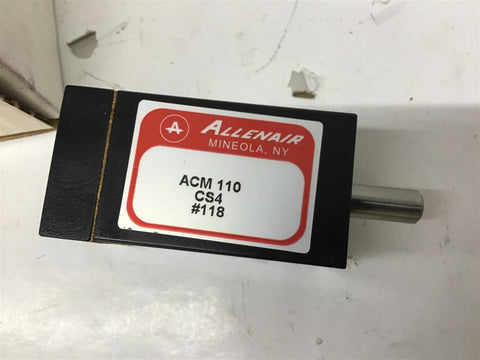 A ALLENAIR
MINEOLA, NY
ACM 110
CS4
#118